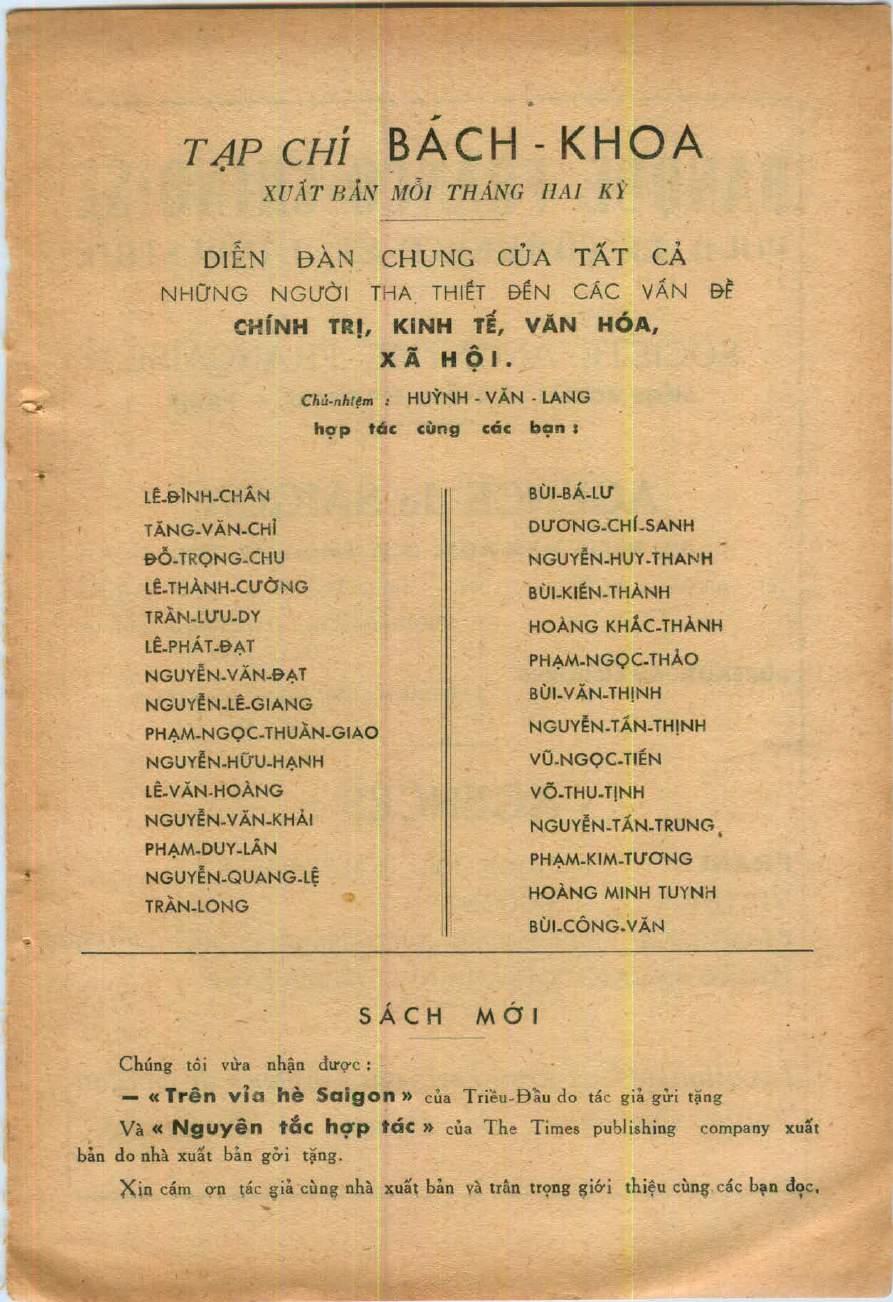 TẠP CHÍ BÁCH - KHOA
XUẤT BẢN MỖI THÁNG HAI KỲ
DIỄN ĐÀN CHUNG CỦA TẤT CẢ
NHỮNG NGƯỜI THA THIẾT ĐẾN CÁC VẤN ĐỀ
CHÍNH TRỊ, KINH TẾ, VĂN HÓA,
XÃ HỘI.
Chủ-nhiệm : HUỲNH - VĂN - LANG
hợp tác cùng các bạn :
LÊ-ĐÌNH-CHÂN
TĂNG-VĂN-CHỈ
ĐỖ-TRỌNG-CHU
LÊ-THÀNH-CƯỜNG
TRẦN-LƯU-DY
LÊ-PHÁT-ĐẠT
NGUYỄN-VĂN-ĐẠT
NGUYỄN-LÊ-GIANG
PHẠM-NGỌC-THUẦN-GIAO
NGUYỄN-HỮU-HẠNH
LÊ-VĂN-HOÀNG
NGUYỄN-VĂN-KHẢI
PHẠM-DUY-LÂN
NGUYỄN-QUANG-LỆ
TRẦN-LONG
BÙI-BÁ-LƯ
DƯƠNG-CHÍ-SANH
NGUYỄN-HUY-THANH
BÙI-KIẾN-THÀNH
HOÀNG KHẮC-THÀNH
PHẠM-NGỌC-THẢO
BÙI-VĂN-THỊNH
NGUYỄN-TẤN-THỊNH
VŨ-NGỌC-TIẾN
VÕ-THU-TỊNH
NGUYỄN-TẤN-TRUNG
PHẠM-KIM-TƯƠNG
HOÀNG MINH TUYNH
BÙI-CÔNG-VĂN
SÁCH MỚI
Chúng tôi vừa nhận được :
— « Trên vỉa hè Saigon » của Triều-Đẩu do tác giả gửi tặng
Và « Nguyên tắc hợp tác » của The Times publishing company xuất
bản do nhà xuất bản gởi tặng.
Xin cám ơn tác giả cùng nhà xuất bản và trân trọng giới thiệu cùng các bạn đọc.